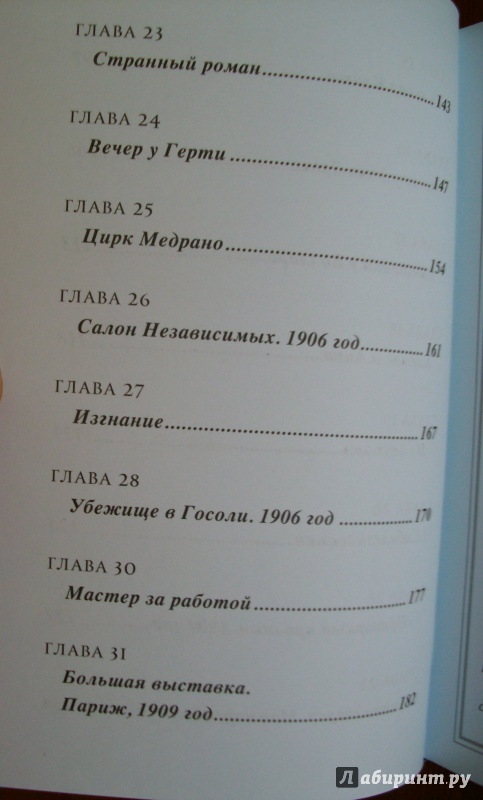 ГЛАВА 23
Странный роман........................143
ГЛАВА 24
Вечер у Герти............................147
ГЛАВА 25
Цирк Медрано............................154
ГЛАВА 26
Салон Независимых. 1906 год............161
ГЛАВА 27
Изгнание....................................167
ГЛАВА 28
Убежище в Госоли. 1906 год ............170
ГЛАВА 30
Мастер за работой........................177
ГЛАВА 31
Большая выставка.
Париж, 1909 год............................182
Лабиринт.ру